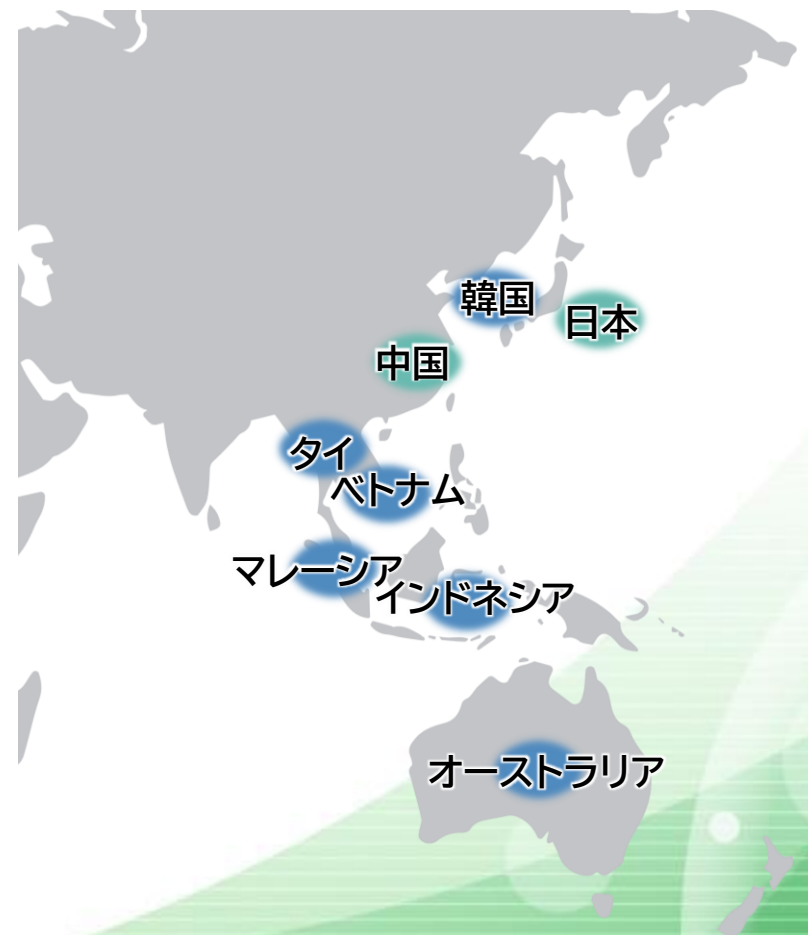 韓国
日本
中国
タイ
ベトナム
マレーシア
インドネシア
オーストラリア